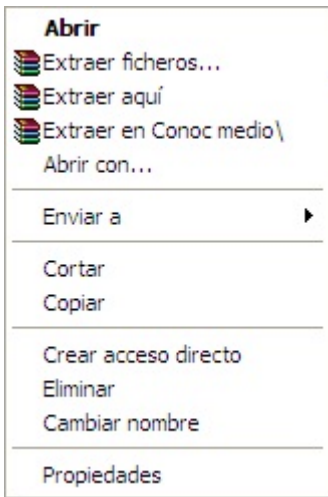 Abrir
Extraer ficheros...
Extraer aquí
Extraer en Conoc medio\
Abrir con...
Enviar a
Cortar
Copiar
Crear acceso directo
Eliminar
Cambiar nombre
Propiedades